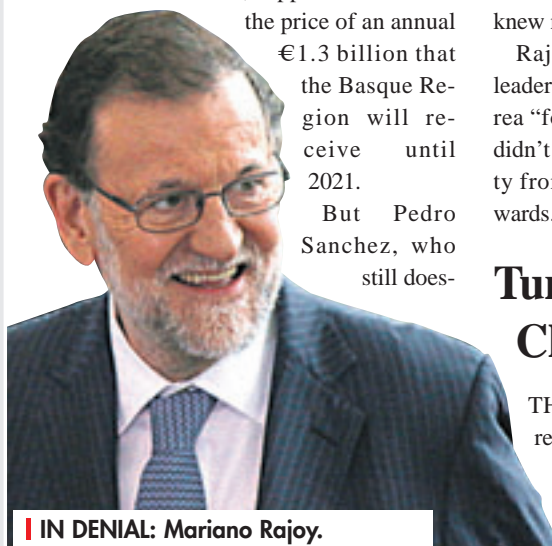 the price of an annual
€1.3 billion that
the Basque Re-
gion will re-
ceive until
2021.
But Pedro
Sanchez, who
still does-
knew
Raj
leader
rea “fo
didn’t
ty from
wards.
Tu
Cl
TH
re
IN DENIAL: Mariano Rajoy.